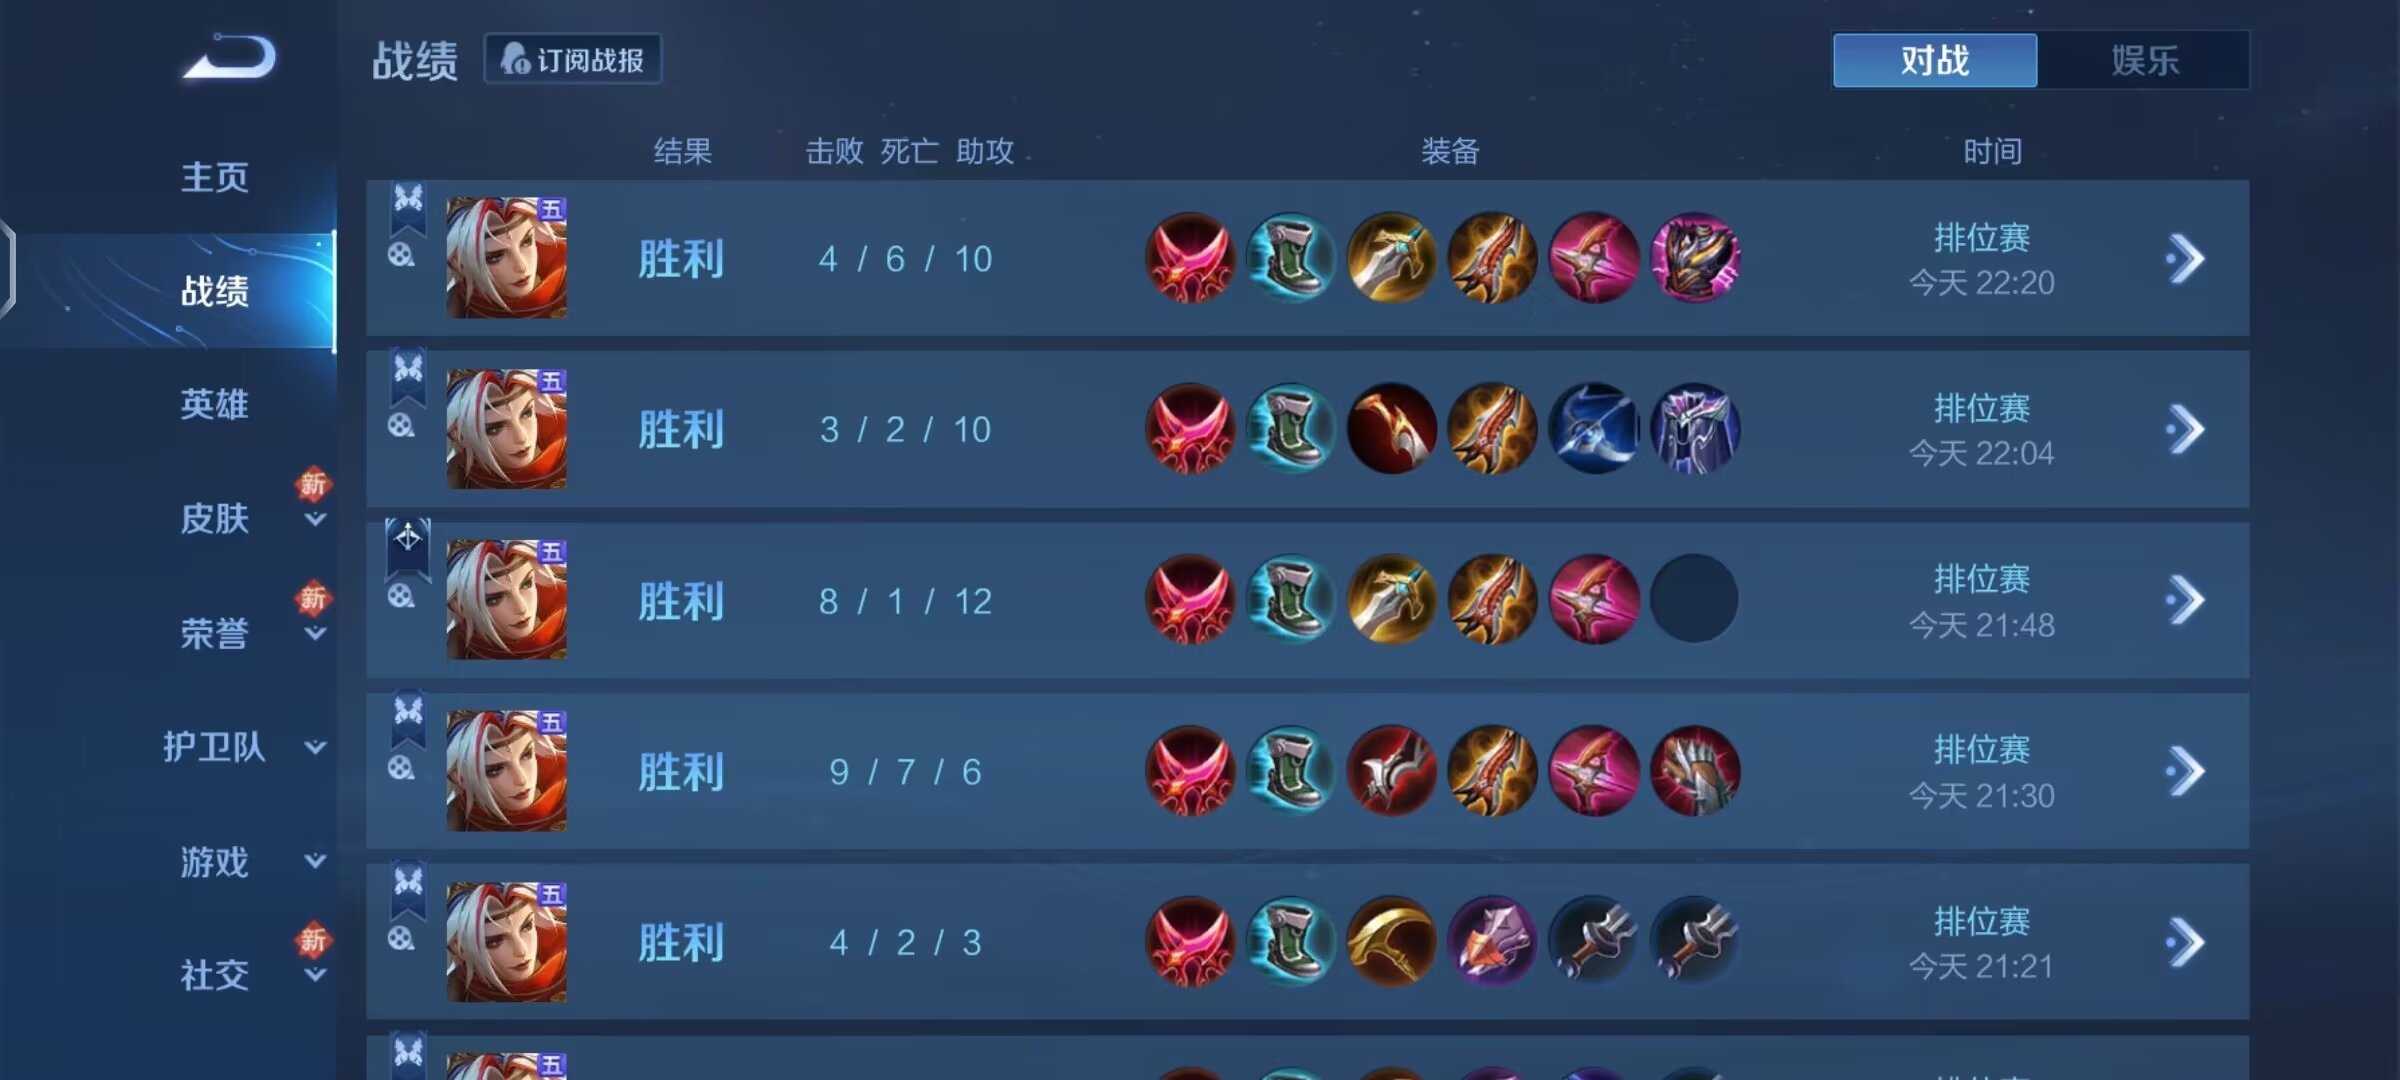 战绩 订阅战报 对战 娱乐
结果 击败 死亡 助攻 装备 时间
主页
战绩
英雄
皮肤 新
荣誉 新
护卫队
游戏
社交 新
五 胜利 4 / 6 / 10 排位赛
今天 22:20
五 胜利 3 / 2 / 10 排位赛
今天 22:04
五 胜利 8 / 1 / 12 排位赛
今天 21:48
五 胜利 9 / 7 / 6 排位赛
今天 21:30
五 胜利 4 / 2 / 3 排位赛
今天 21:21
五